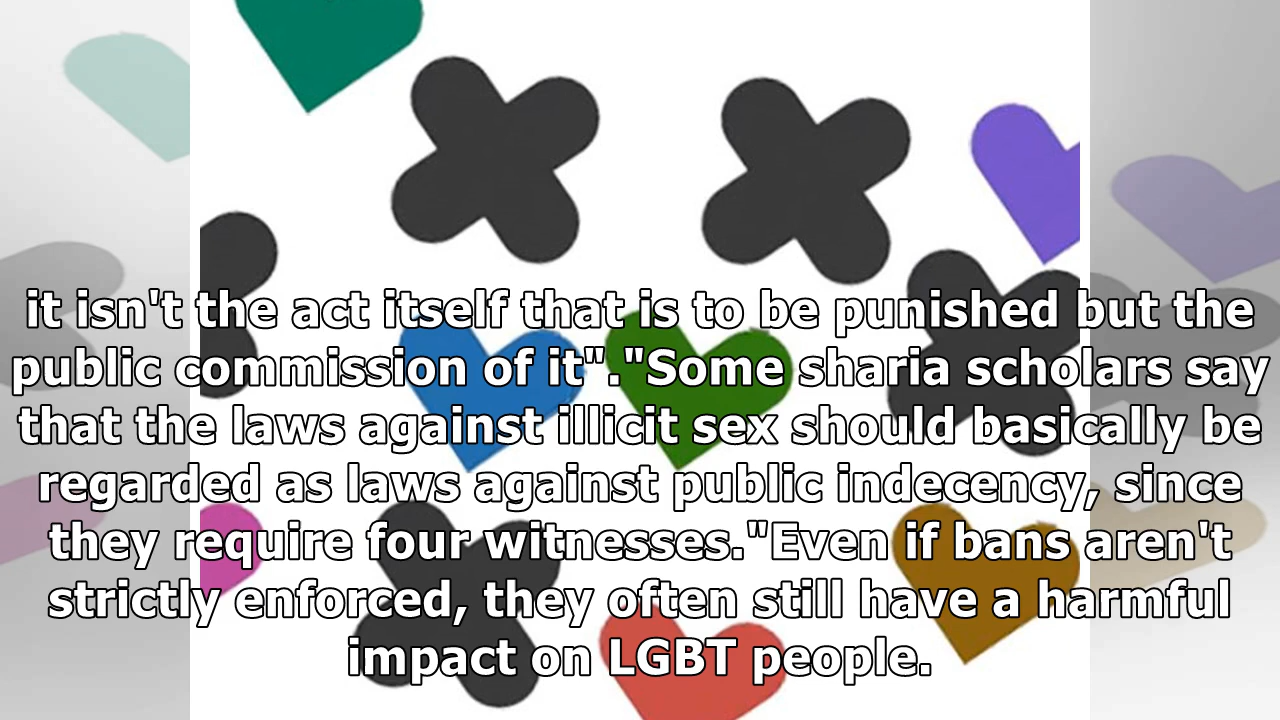 it isn't the act itself that is to be punished but the
public commission of it"."Some sharia scholars say
that the laws against illicit sex should basically be
regarded as laws against public indecency, since
they require four witnesses."Even if bans aren't
strictly enforced, they often still have a harmful
impact on LGBT people.